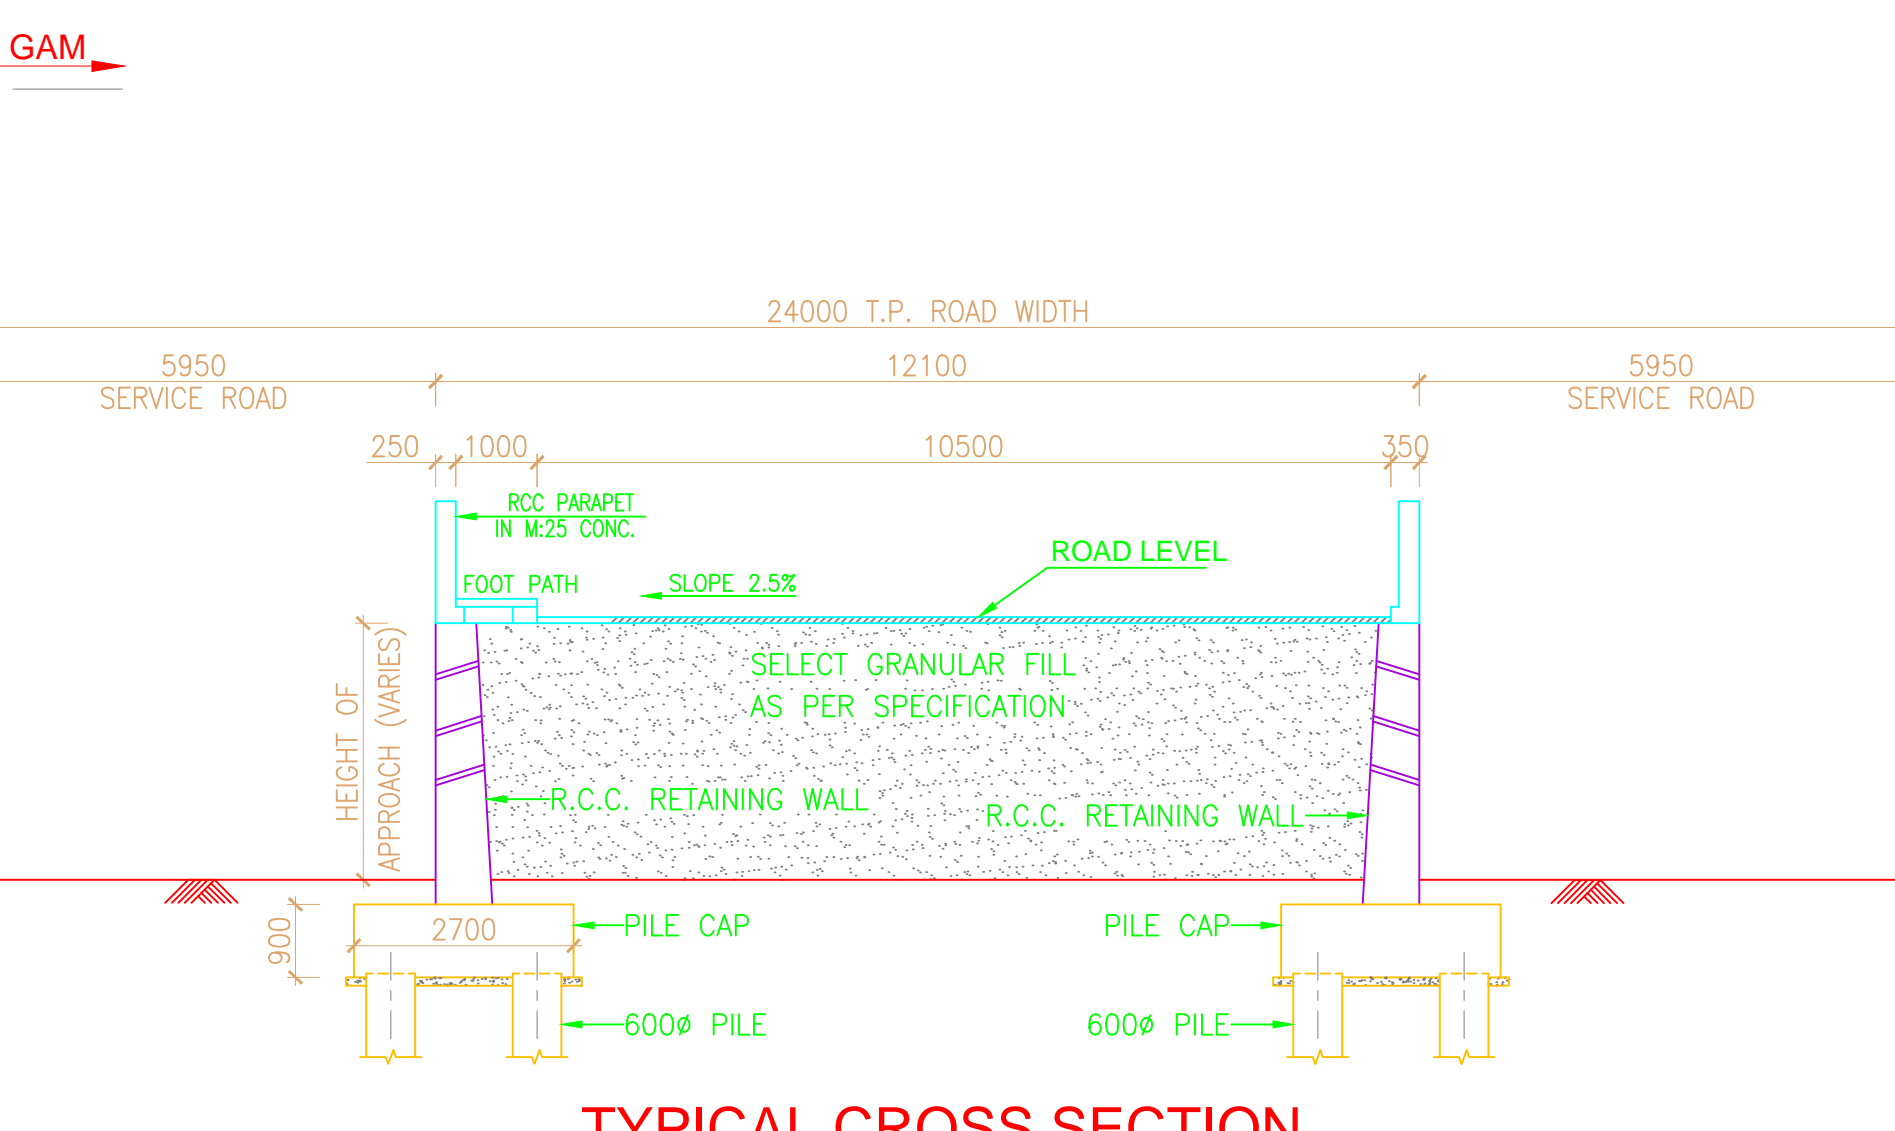 GAM
24000 T.P. ROAD WIDTH
5950
12100
5950
SERVICE ROAD
SERVICE ROAD
250
1000
10500
350
RCC PARAPET
IN M:25 CONC.
ROAD LEVEL
FOOT PATH
SLOPE 2.5%
SELECT GRANULAR FILL
AS PER SPECIFICATION
HEIGHT OF
APPROACH (VARIES)
R.C.C. RETAINING WALL
R.C.C. RETAINING WALL
900
2700
PILE CAP
PILE CAP
600ø PILE
600ø PILE
TYPICAL CROSS SECTION